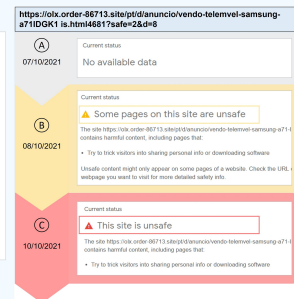 https://olx.order-86713.site/pt/d/anuncio/vendo-telemvel-samsung-
a71IDGK1 is.html4681?safe=2&d=8
A
07/10/2021
Current status
No available data
B
08/10/2021
Current status
Some pages on this site are unsafe
The site https://olx.order-86713.site/pt/d/anuncio/vendo-telemvel-samsung-a71-I
contains harmful content, including pages that:
• Try to trick visitors into sharing personal info or downloading software
Unsafe content might only appear on some pages of a website. Check the URL
webpage you want to visit for more detailed safety info.
C
10/10/2021
Current status
This site is unsafe
The site https://olx.order-86713.site/pt/d/anuncio/vendo-telemvel-samsung-a71-
contains harmful content, including pages that:
• Try to trick visitors into sharing personal info or downloading software